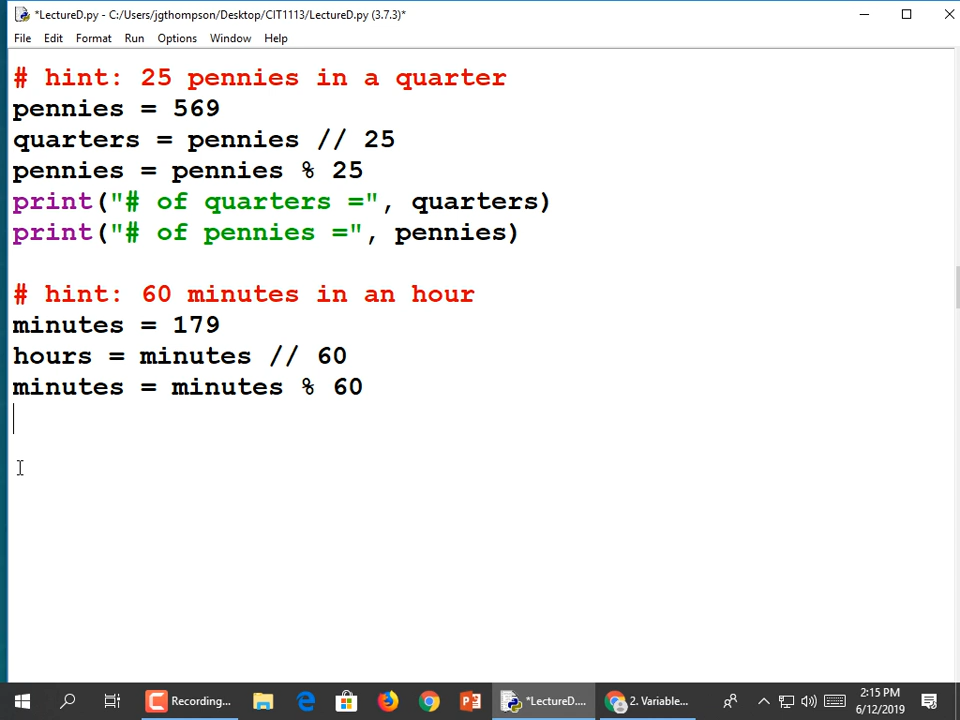 *LectureD.py - C:/Users/jgthompson/Desktop/CIT1113/LectureD.py (3.7.3)*
File Edit Format Run Options Window Help
# hint: 25 pennies in a quarter
pennies = 569
quarters = pennies // 25
pennies = pennies % 25
print("# of quarters =", quarters)
print("# of pennies =", pennies)
# hint: 60 minutes in an hour
minutes = 179
hours = minutes // 60
minutes = minutes % 60
Recording... *LectureD.... 2. Variable... 2:15 PM
6/12/2019